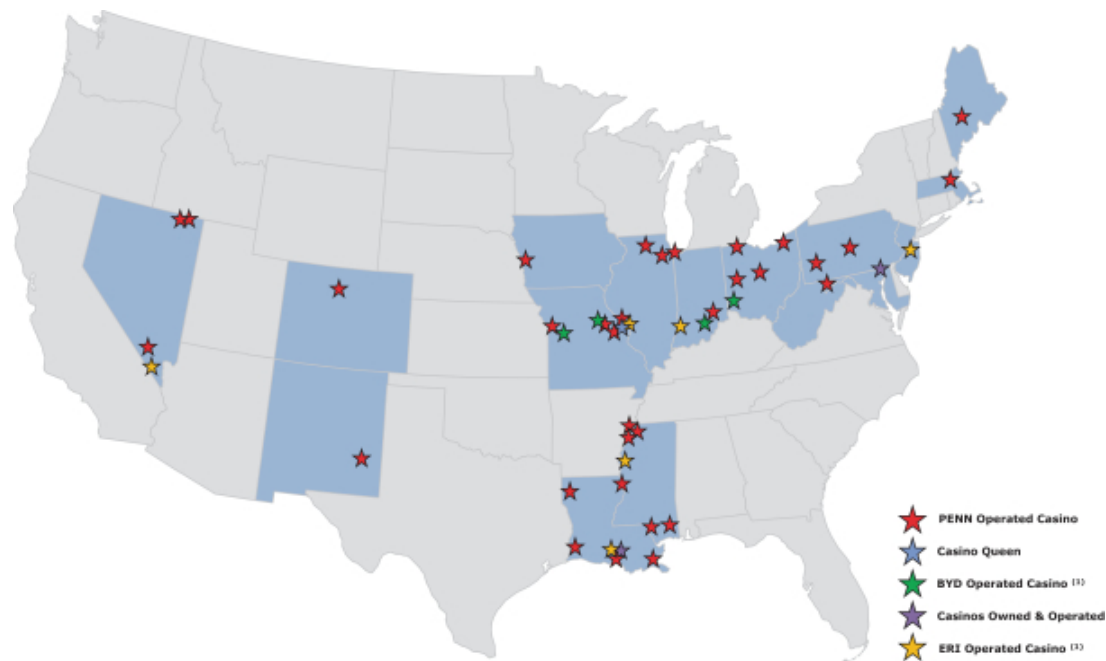 PENN Operated Casino
Casino Queen
BYD Operated Casino (1)
Casinos Owned & Operated
ERI Operated Casino (1)